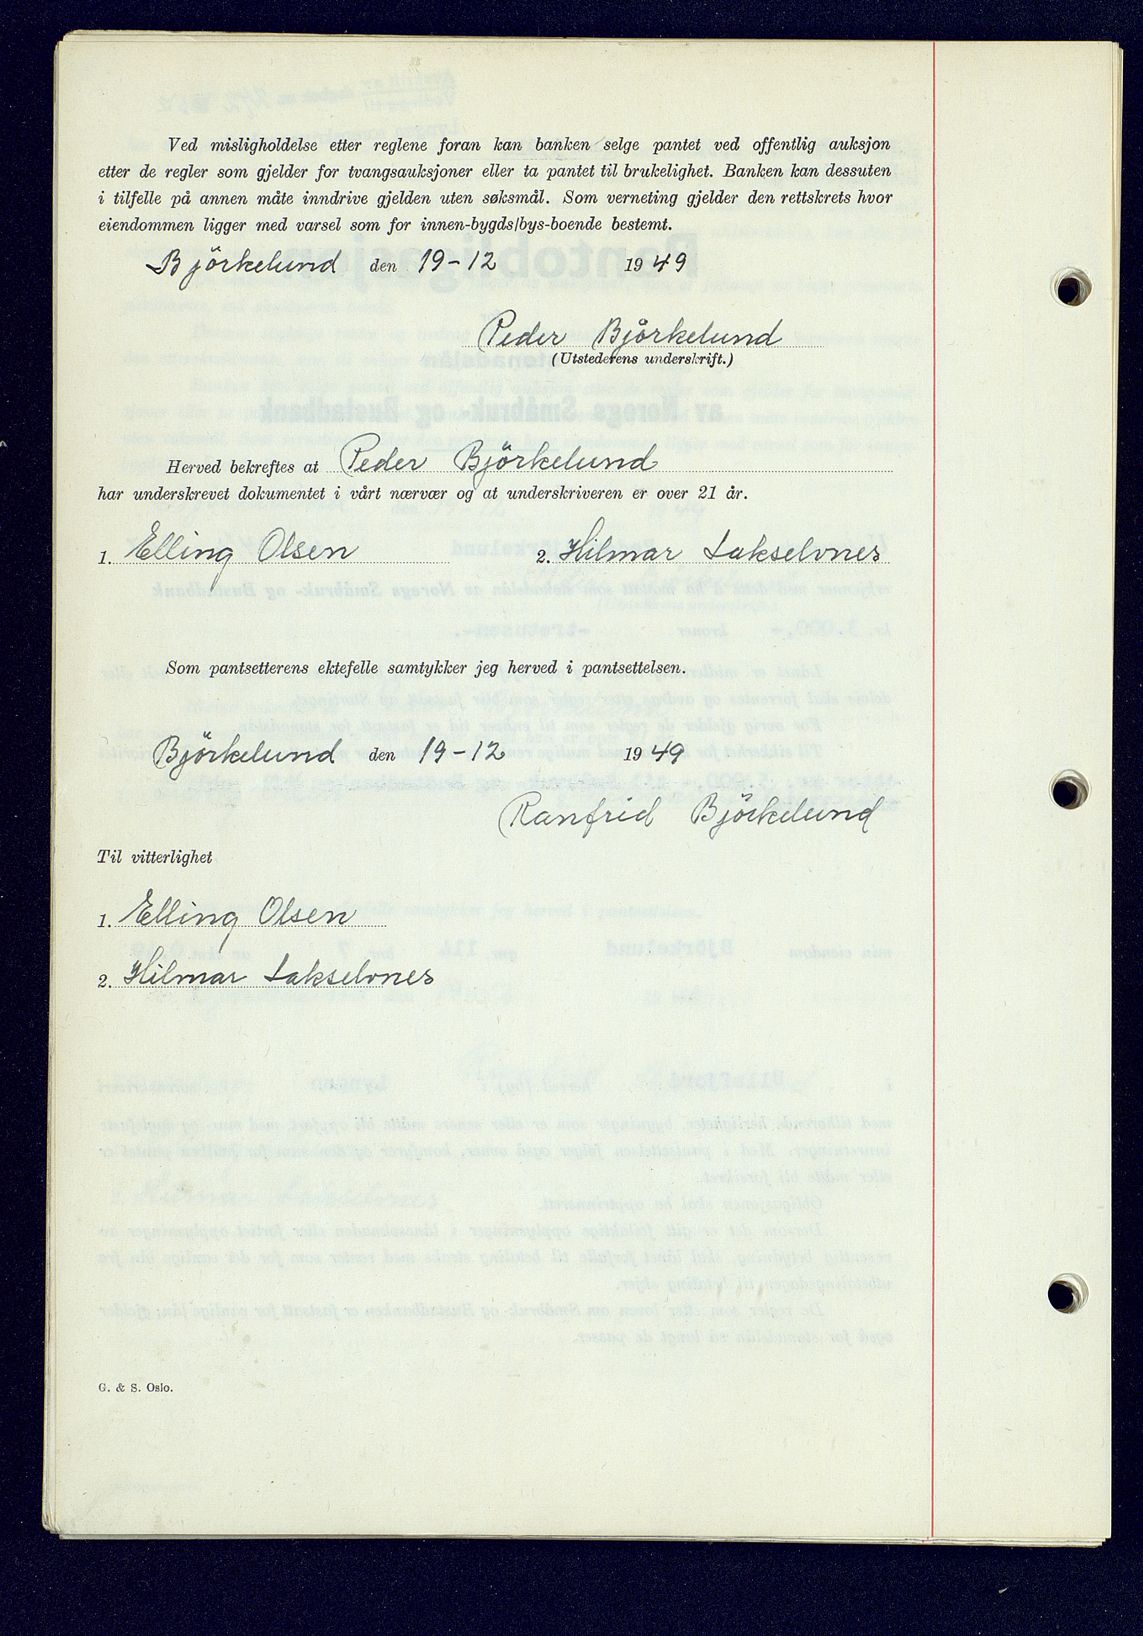 Ved misligholdelse etter reglene foran kan banken selge pantet ved offentlig auksjon
etter de regler som gjelder for tvangsauksjoner eller ta pantet til brukelighet. Banken kan dessuten
i tilfelle på annen måte inndrive gjelden uten søksmål. Som verneting gjelder den rettskrets hvor
eiendommen ligger med varsel som for innen-bygds/bys-boende bestemt.
Björkelund den 19-12 1949
Peder Björkelund
(Utstederens underskrift.)
Herved bekreftes at Peder Björkelund
har underskrevet dokumentet i vårt nærvær og at underskriveren er over 21 år.
1. Elling Olsen 2. Hilmar Lakselvnes
Som pantsetterens ektefelle samtykker jeg herved i pantsettelsen.
Björkelund den 19-12 1949
Ranfrid Björkelund
Til vitterlighet
1. Elling Olsen
2. Hilmar Lakselvnes
G. & S. Oslo.